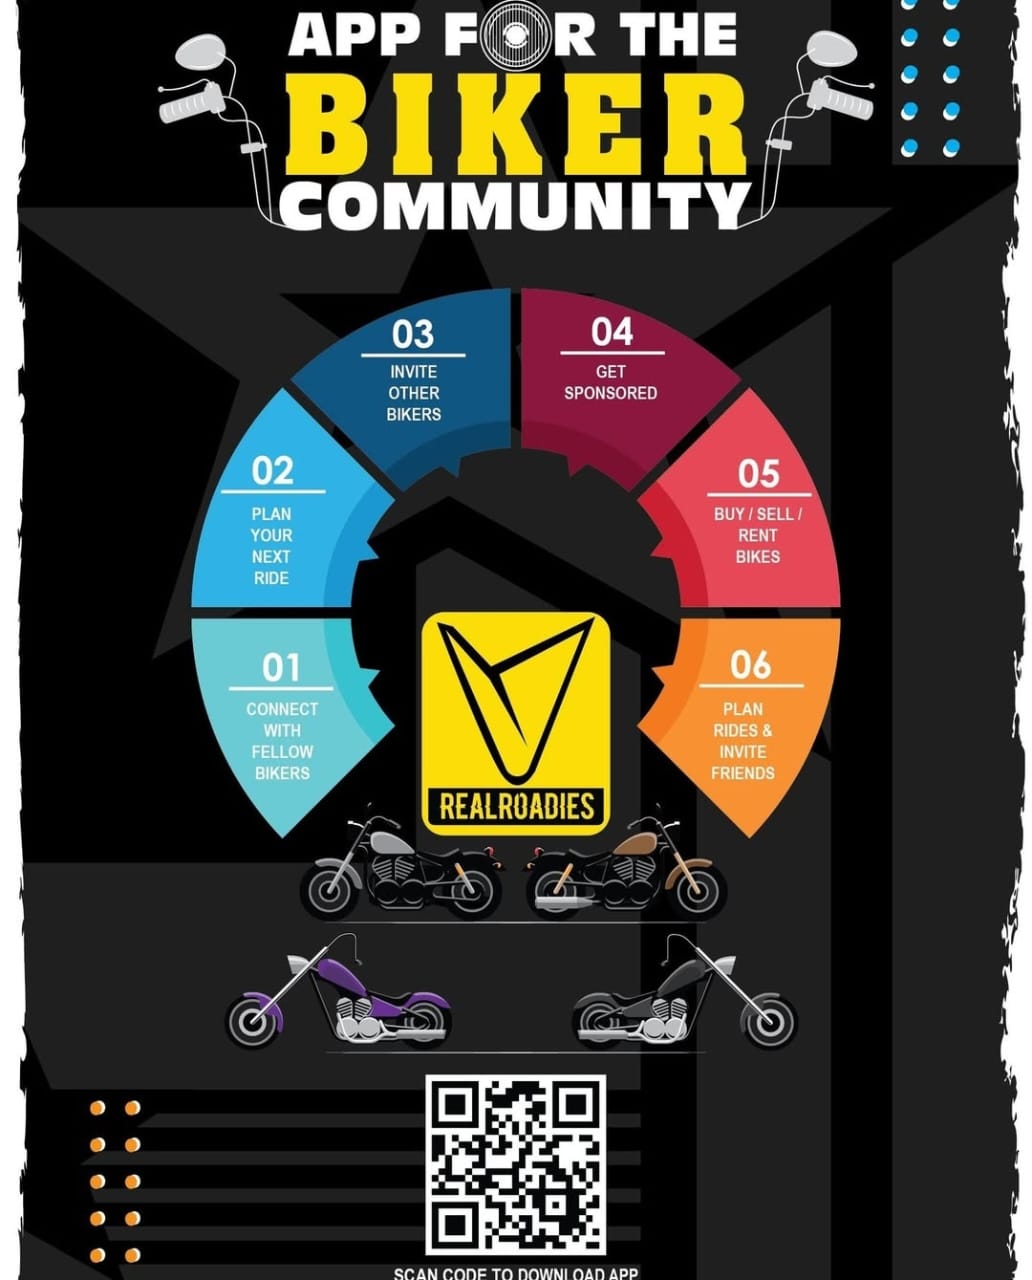 APP FOR THE
BIKER
COMMUNITY
03
INVITE
OTHER
BIKERS
04
GET
SPONSORED
02
PLAN
YOUR
NEXT
RIDE
05
BUY / SELL /
RENT
BIKES
01
CONNECT
WITH
FELLOW
BIKERS
06
PLAN
RIDES &
INVITE
FRIENDS
REALROADIES
SCAN CODE TO DOWNLOAD APP